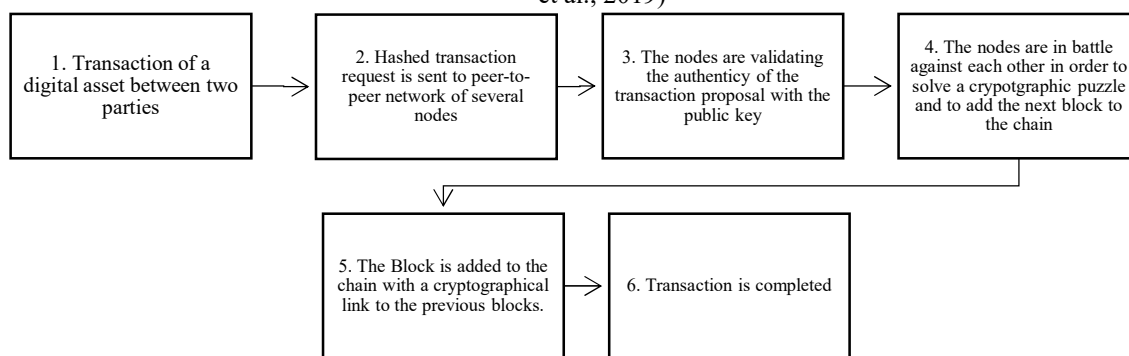 et al., 2019)
1. Transaction of a
digital asset between two
parties
2. Hashed transaction
request is sent to peer-to-
peer network of several
nodes
3. The nodes are validating
the authenticy of the
transaction proposal with the
public key
4. The nodes are in battle
against each other in order to
solve a crypotgraphic puzzle
and to add the next block to
the chain
5. The Block is added to the
chain with a cryptographical
link to the previous blocks.
6. Transaction is completed